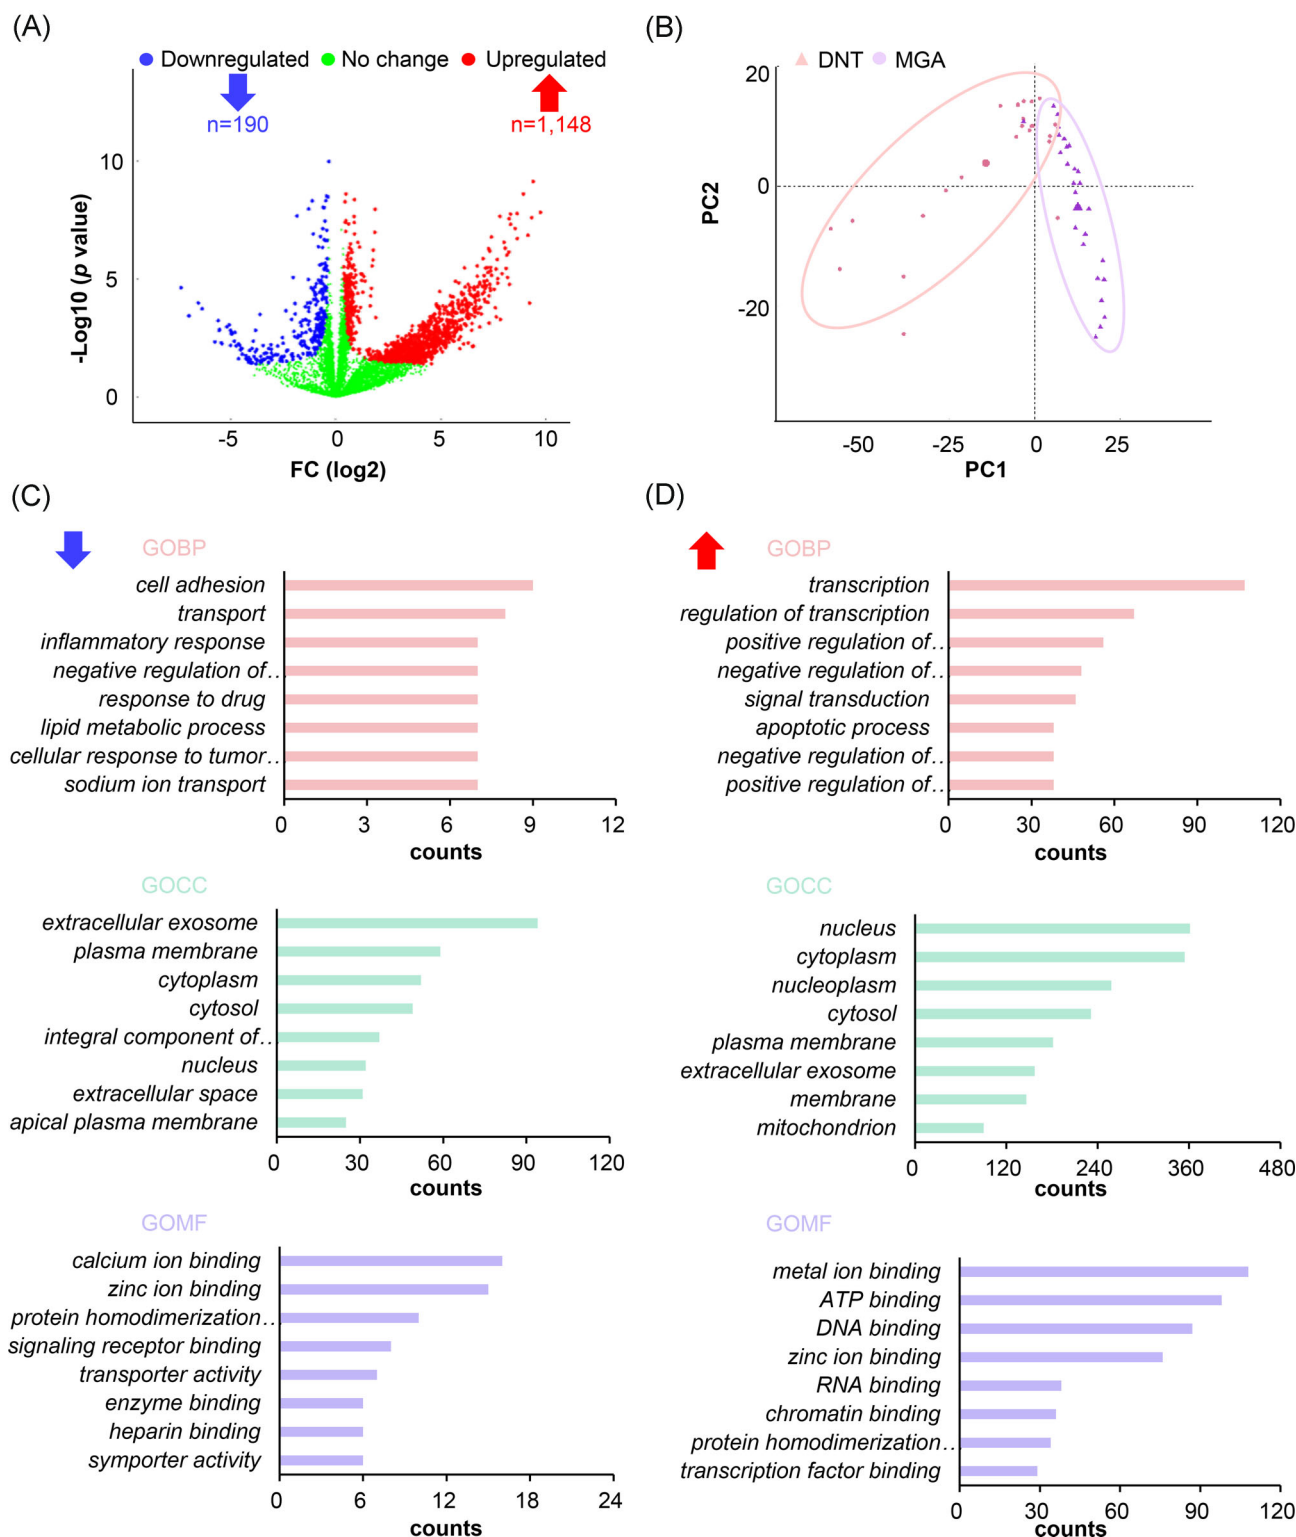 (A)
Downregulated No change Upregulated
n=190 n=1,148
10
5
0
-Log10 (p value)
-5 0 5 10
FC (log2)
(B)
DNT MGA
20
0
-20
PC2
-50 -25 0 25
PC1
(C)
GOBP
cell adhesion
transport
inflammatory response
negative regulation of…
response to drug
lipid metabolic process
cellular response to tumor…
sodium ion transport
0 3 6 9 12
counts
GOCC
extracellular exosome
plasma membrane
cytoplasm
cytosol
integral component of…
nucleus
extracellular space
apical plasma membrane
0 30 60 90 120
counts
GOMF
calcium ion binding
zinc ion binding
protein homodimerization…
signaling receptor binding
transporter activity
enzyme binding
heparin binding
symporter activity
0 6 12 18 24
counts
(D)
GOBP
transcription
regulation of transcription
positive regulation of…
negative regulation of…
signal transduction
apoptotic process
negative regulation of…
positive regulation of…
0 30 60 90 120
counts
GOCC
nucleus
cytoplasm
nucleoplasm
cytosol
plasma membrane
extracellular exosome
membrane
mitochondrion
0 120 240 360 480
counts
GOMF
metal ion binding
ATP binding
DNA binding
zinc ion binding
RNA binding
chromatin binding
protein homodimerization…
transcription factor binding
0 30 60 90 120
counts